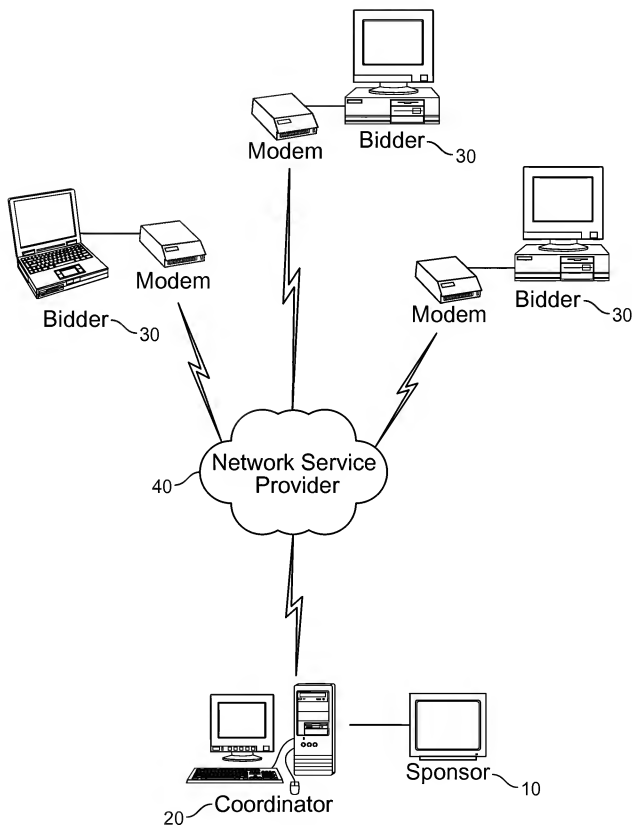 Modem
Bidder 30
Modem
Bidder 30
Modem
Bidder 30
Network Service
Provider
40
Sponsor 10
20 Coordinator